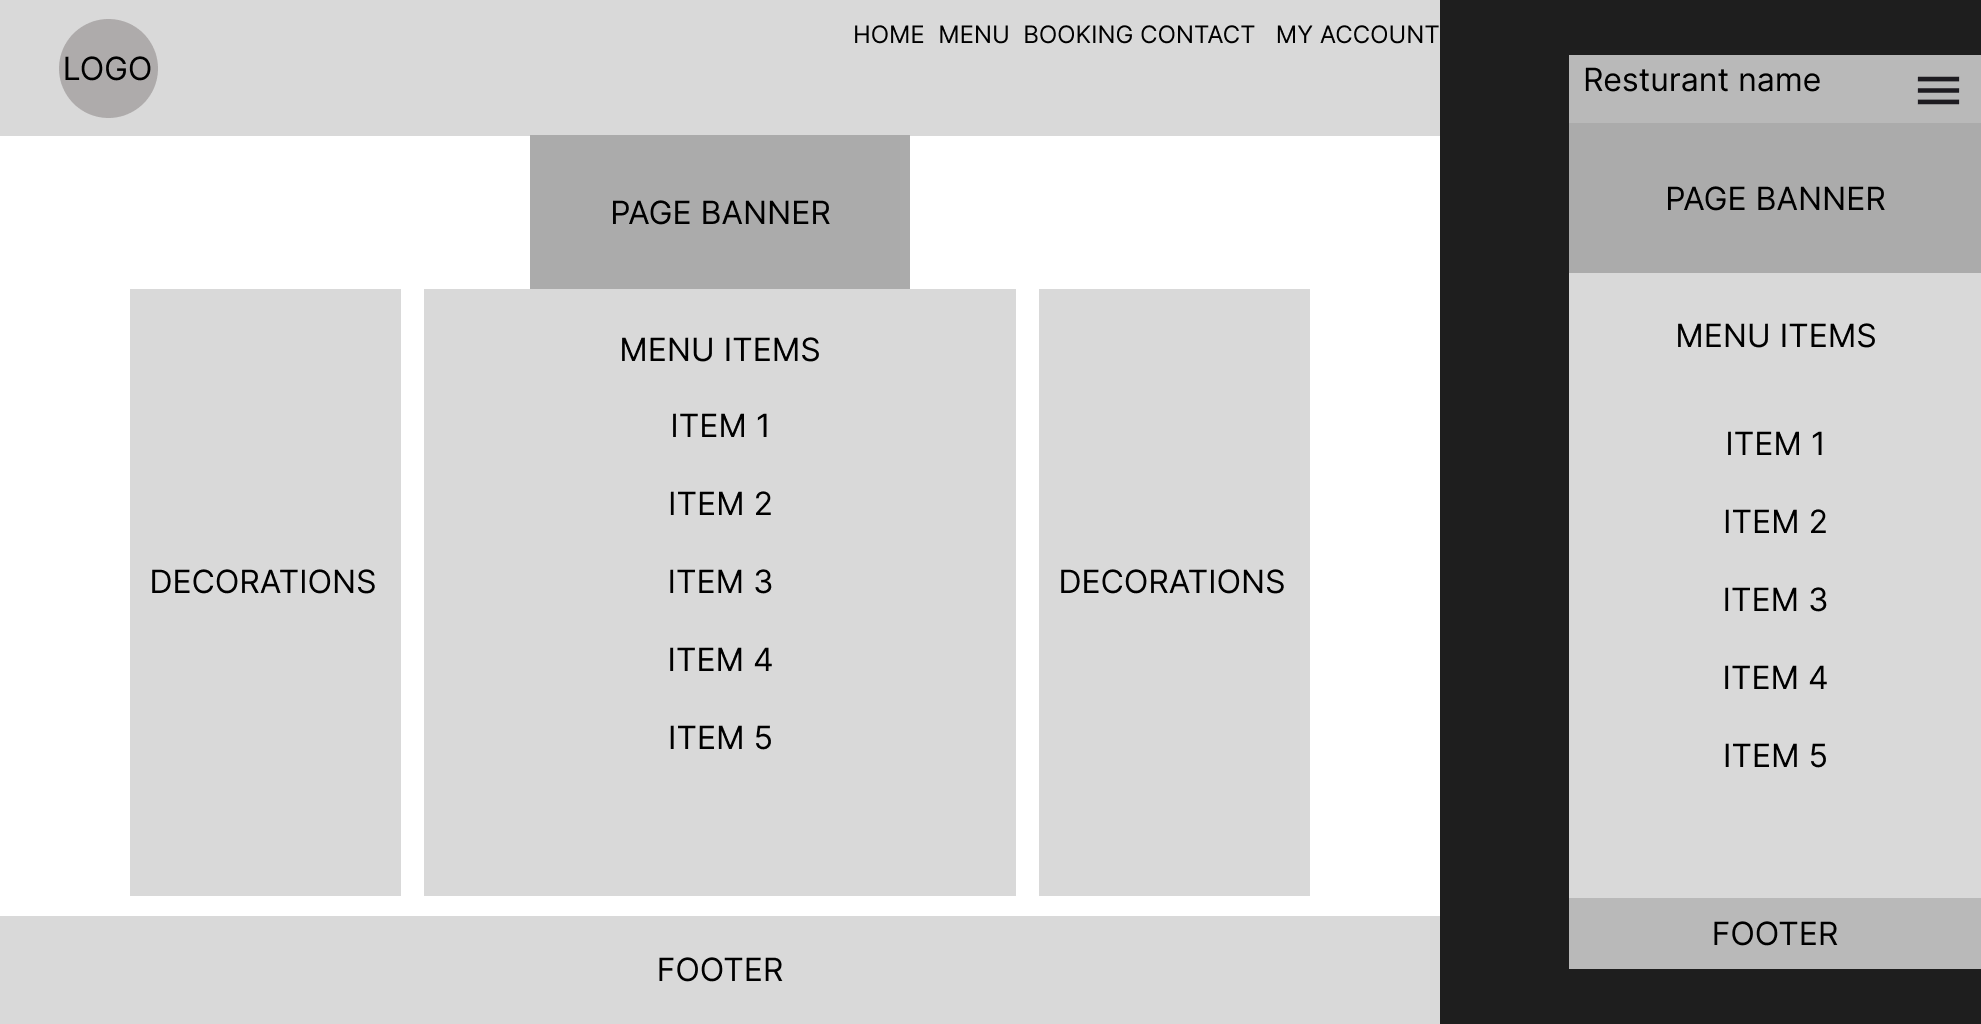 HOME MENU BOOKING CONTACT MY ACCOUNT
LOGO
PAGE BANNER
MENU ITEMS
ITEM 1
ITEM 2
DECORATIONS
ITEM 3
DECORATIONS
ITEM 4
ITEM 5
FOOTER
Resturant name
PAGE BANNER
MENU ITEMS
ITEM 1
ITEM 2
ITEM 3
ITEM 4
ITEM 5
FOOTER